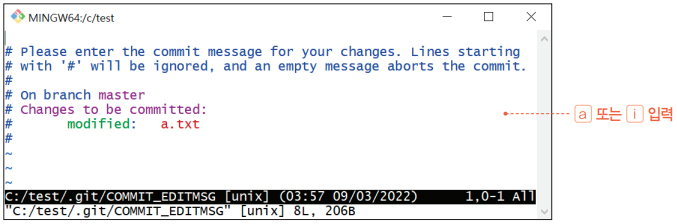 MINGW64:/c/test
# Please enter the commit message for your changes. Lines starting
# with '#' will be ignored, and an empty message aborts the commit.
#
# On branch master
# Changes to be committed:
#       modified:   a.txt
#
~
~
~
C:/test/.git/COMMIT_EDITMSG [unix] (03:57 09/03/2022) 1,0-1 All
"C:/test/.git/COMMIT_EDITMSG" [unix] 8L, 206B
a 또는 i 입력